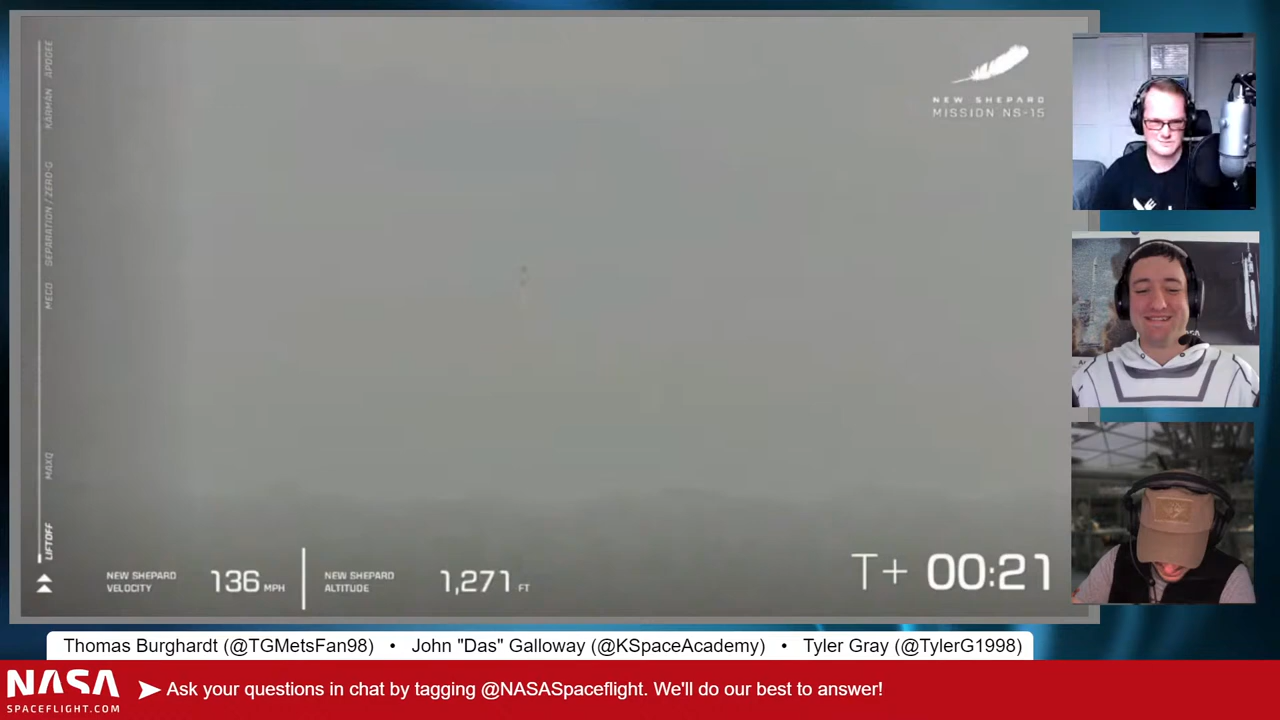 APOGEE
KÁRMÁN
SEPARATION / ZERO-G
MECO
MAXQ
LIFTOFF
NEW SHEPARD
MISSION NS-15
NEW SHEPARD
VELOCITY
136 MPH
NEW SHEPARD
ALTITUDE
1,271 FT
T+ 00:21
Thomas Burghardt (@TGMetsFan98) • John "Das" Galloway (@KSpaceAcademy) • Tyler Gray (@TylerG1998)
NASA
SPACEFLIGHT.COM
Ask your questions in chat by tagging @NASASpaceflight. We'll do our best to answer!